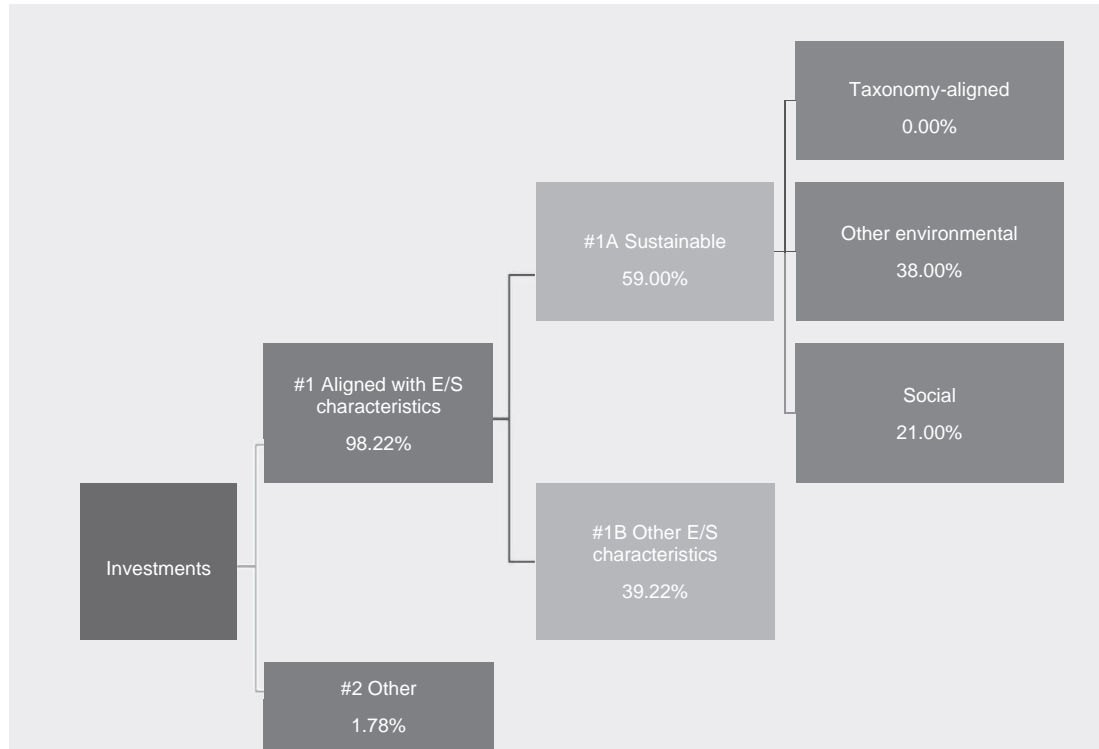 Taxonomy-aligned
0.00%
#1A Sustainable
59.00%
Other environmental
38.00%
#1 Aligned with E/S
characteristics
98.22%
Social
21.00%
Investments
#1B Other E/S
characteristics
39.22%
#2 Other
1.78%